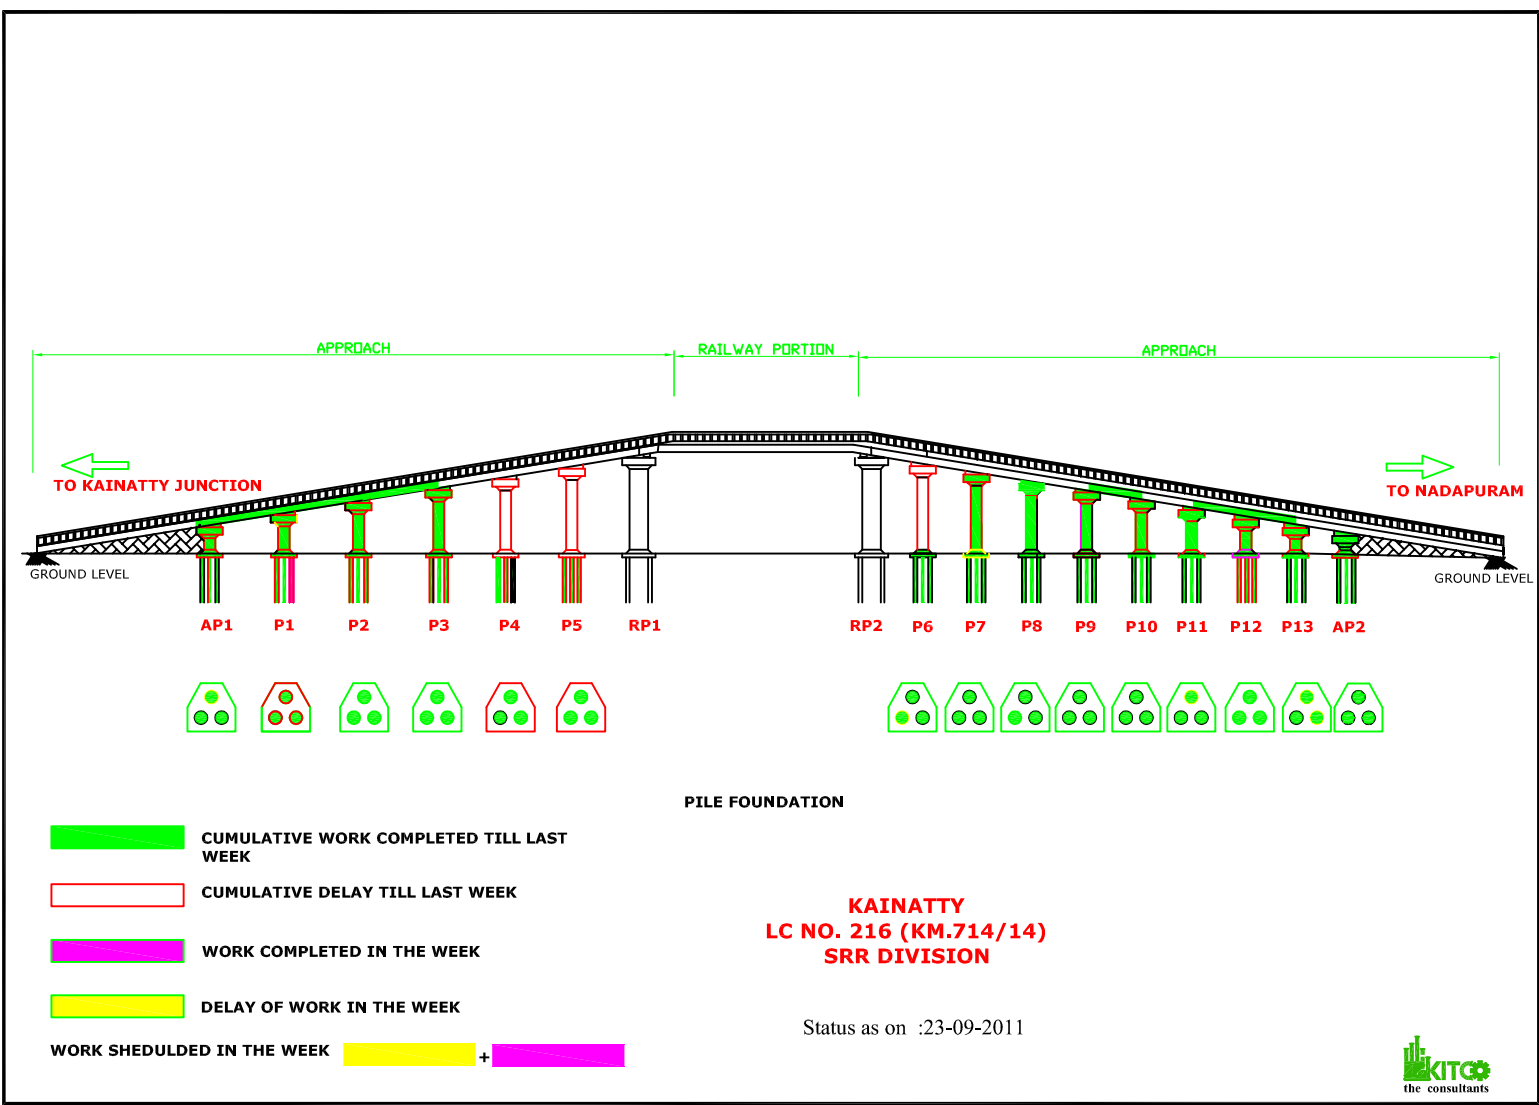 APPROACH
RAILWAY PORTION
APPROACH
TO KAINATTY JUNCTION
TO NADAPURAM
GROUND LEVEL
GROUND LEVEL
AP1 P1 P2 P3 P4 P5 RP1 RP2 P6 P7 P8 P9 P10 P11 P12 P13 AP2
PILE FOUNDATION
CUMULATIVE WORK COMPLETED TILL LAST
WEEK
CUMULATIVE DELAY TILL LAST WEEK
WORK COMPLETED IN THE WEEK
DELAY OF WORK IN THE WEEK
WORK SHEDULDED IN THE WEEK +
KAINATTY
LC NO. 216 (KM.714/14)
SRR DIVISION
Status as on :23-09-2011
KITCO
the consultants